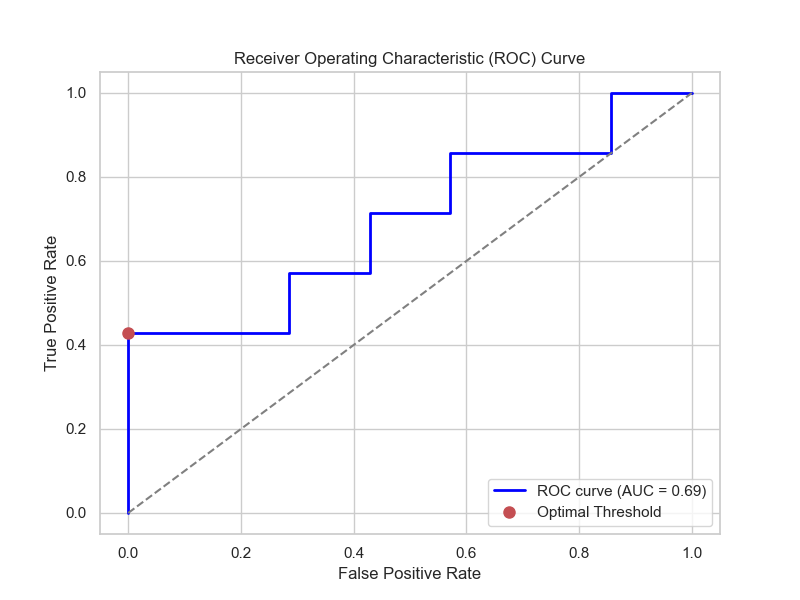 Receiver Operating Characteristic (ROC) Curve
True Positive Rate
1.0
0.8
0.6
0.4
0.2
0.0
ROC curve (AUC = 0.69)
Optimal Threshold
0.0 0.2 0.4 0.6 0.8 1.0
False Positive Rate